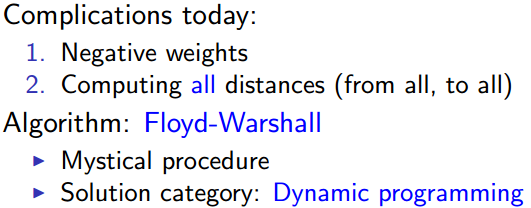 Complications today:
1. Negative weights
2. Computing all distances (from all, to all)
Algorithm: Floyd-Warshall
▶ Mystical procedure
▶ Solution category: Dynamic programming